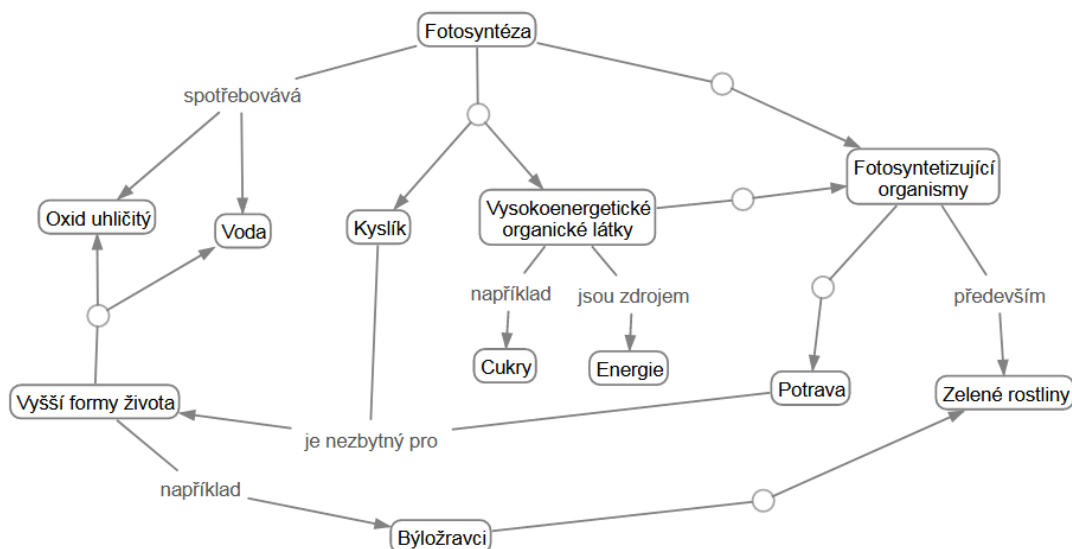 Fotosyntéza
spotřebovává
Fotosyntetizující
organismy
Oxid uhličitý
Voda
Kyslík
Vysokoenergetické
organické látky
například
jsou zdrojem
především
Cukry
Energie
Potrava
Zelené rostliny
Vyšší formy života
je nezbytný pro
například
Býložravci